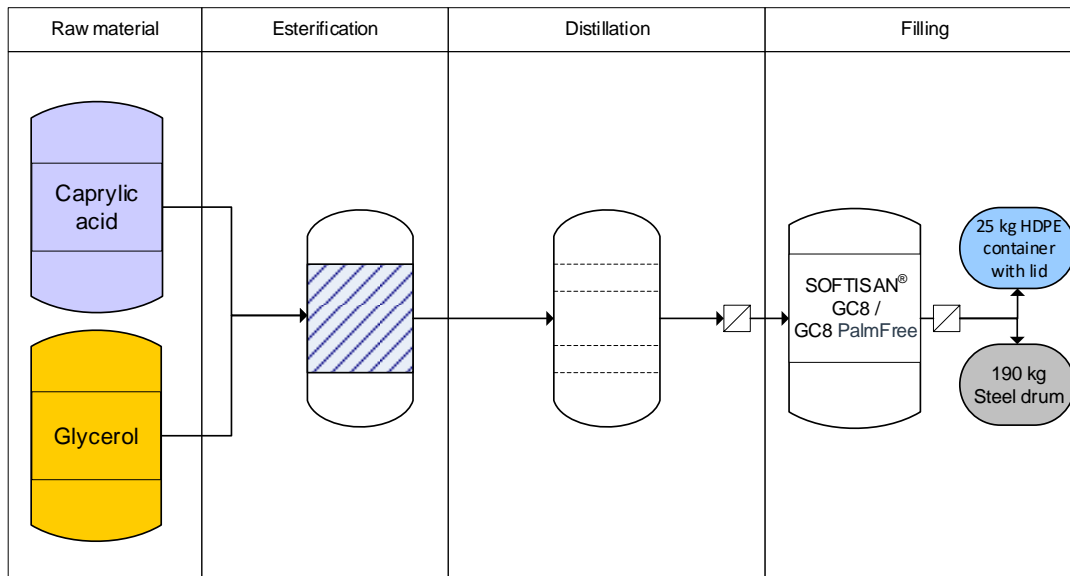 Raw material
Esterification
Distillation
Filling
Caprylic
acid
Glycerol
SOFTISAN®
GC8 /
GC8 PalmFree
25 kg HDPE
container
with lid
190 kg
Steel drum